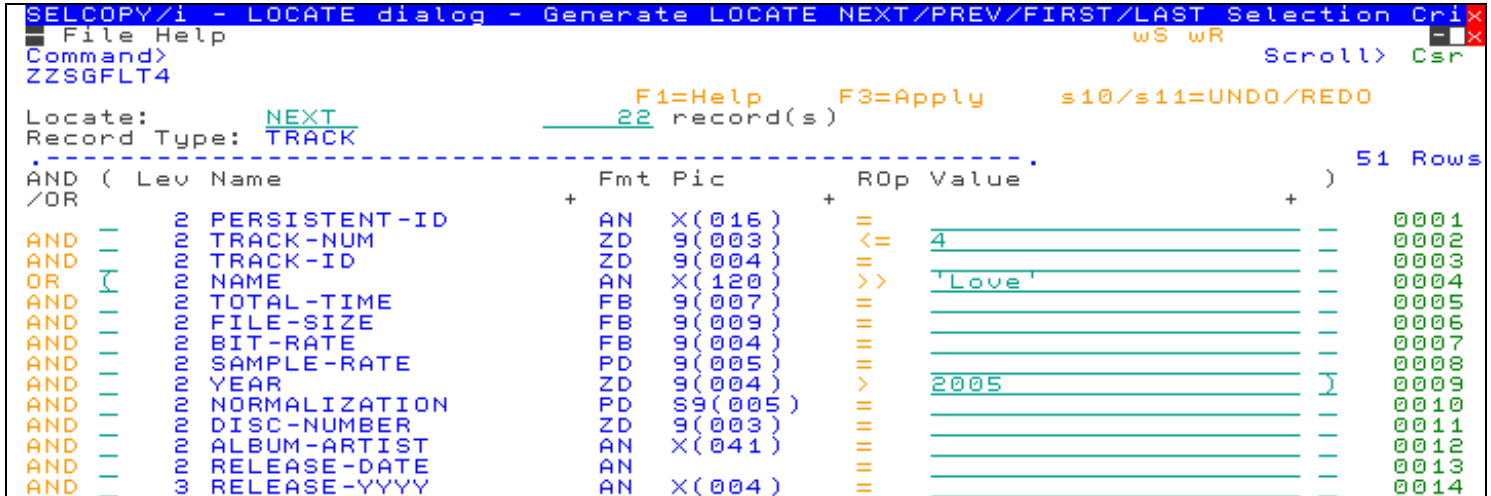 SELCOPY/i - LOCATE dialog - Generate LOCATE NEXT/PREV/FIRST/LAST Selection Cri x
File Help wS wR - x
Command> Scroll> Csr
ZZSGFLT4
F1=Help F3=Apply s10/s11=UNDO/REDO
Locate: NEXT 22 record(s)
Record Type: TRACK
.---------------------------------------------------------. 51 Rows
AND ( Lev Name Fmt Pic ROp Value )
/OR + + +
2 PERSISTENT-ID AN X(016) = 0001
AND _ 2 TRACK-NUM ZD 9(003) <= 4 0002
AND _ 2 TRACK-ID ZD 9(004) = 0003
OR ( 2 NAME AN X(120) >> 'Love' 0004
AND _ 2 TOTAL-TIME FB 9(007) = 0005
AND _ 2 FILE-SIZE FB 9(009) = 0006
AND _ 2 BIT-RATE FB 9(004) = 0007
AND _ 2 SAMPLE-RATE PD 9(005) = 0008
AND _ 2 YEAR ZD 9(004) > 2005 ) 0009
AND _ 2 NORMALIZATION PD S9(005) = 0010
AND _ 2 DISC-NUMBER ZD 9(003) = 0011
AND _ 2 ALBUM-ARTIST AN X(041) = 0012
AND _ 2 RELEASE-DATE AN 0013
AND _ 3 RELEASE-YYYY AN X(004) = 0014